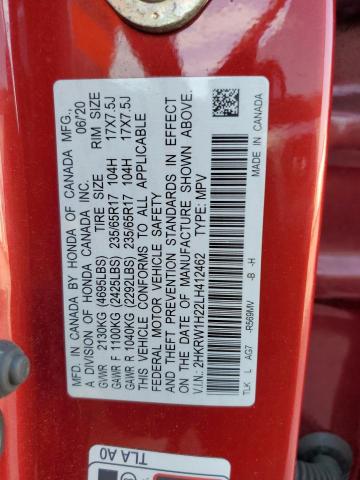 MFD. IN CANADA BY HONDA OF CANADA MFG.,
A DIVISION OF HONDA CANADA INC. 06/20
TIRE SIZE RIM SIZE
GVWR 2130KG (4695LBS)
GAWR F 1100KG (2425LBS) 235/65R17 104H 17X7.5J
GAWR R 1040KG (2292LBS) 235/65R17 104H 17X7.5J
THIS VEHICLE CONFORMS TO ALL APPLICABLE
FEDERAL MOTOR VEHICLE SAFETY
AND THEFT PREVENTION STANDARDS IN EFFECT
ON THE DATE OF MANUFACTURE SHOWN ABOVE.
V.I.N.: 2HKRW1H22LH412462 TYPE: MPV
TLK L AG7 -R569MV -B -H
MADE IN CANADA
TLA A0